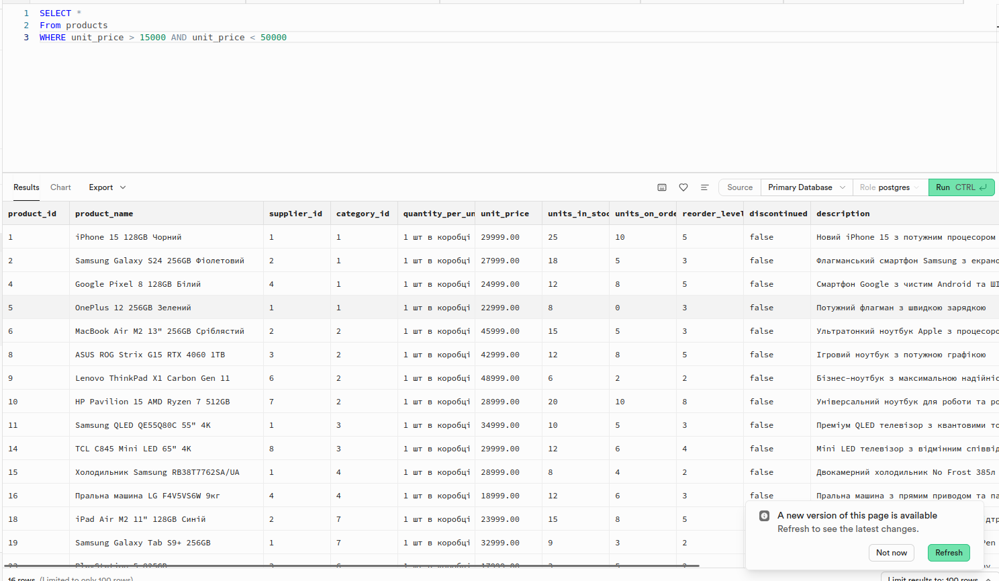 1 SELECT *
2 From products
3 WHERE unit_price > 15000 AND unit_price < 50000
Results Chart Export Source Primary Database Role postgres Run CTRL
product_id product_name supplier_id category_id quantity_per_un unit_price units_in_stoc units_on_orde reorder_level discontinued description
1 iPhone 15 128GB Чорний 1 1 1 шт в коробці 29999.00 25 10 5 false Новий iPhone 15 з потужним процесором
2 Samsung Galaxy S24 256GB Фіолетовий 2 1 1 шт в коробці 27999.00 18 5 3 false Флагманський смартфон Samsung з екрано
4 Google Pixel 8 128GB Білий 4 1 1 шт в коробці 24999.00 12 8 5 false Смартфон Google з чистим Android та ШІ
5 OnePlus 12 256GB Зелений 1 1 1 шт в коробці 22999.00 8 0 3 false Потужний флагман з швидкою зарядкою
6 MacBook Air M2 13" 256GB Сріблястий 2 2 1 шт в коробці 45999.00 15 5 3 false Ультратонкий ноутбук Apple з процесоро
8 ASUS ROG Strix G15 RTX 4060 1TB 3 2 1 шт в коробці 42999.00 12 8 5 false Ігровий ноутбук з потужною графікою
9 Lenovo ThinkPad X1 Carbon Gen 11 6 2 1 шт в коробці 48999.00 6 2 2 false Бізнес-ноутбук з максимальною надійніс
10 HP Pavilion 15 AMD Ryzen 7 512GB 7 2 1 шт в коробці 28999.00 20 10 8 false Універсальний ноутбук для роботи та ро
11 Samsung QLED QE55Q80C 55" 4K 1 3 1 шт в коробці 34999.00 10 5 3 false Преміум QLED телевізор з квантовими то
14 TCL C845 Mini LED 65" 4K 8 3 1 шт в коробці 29999.00 12 6 4 false Mini LED телевізор з відмінним співвід
15 Холодильник Samsung RB38T7762SA/UA 1 4 1 шт в коробці 28999.00 8 4 2 false Двокамерний холодильник No Frost 385л
16 Пральна машина LG F4V5VS6W 9кг 4 4 1 шт в коробці 18999.00 12 6 3 false Пральна машина з прямим приводом та па
18 iPad Air M2 11" 128GB Синій 2 7 1 шт в коробці 23999.00 15 8 5 дтр
19 Samsung Galaxy Tab S9+ 256GB 1 7 1 шт в коробці 32999.00 9 3 2 Pen
A new version of this page is available
Refresh to see the latest changes.
Not now Refresh
23 PlayStation 5 825GB
16 rows (Limited to only 100 rows) Limit results to: 100 rows